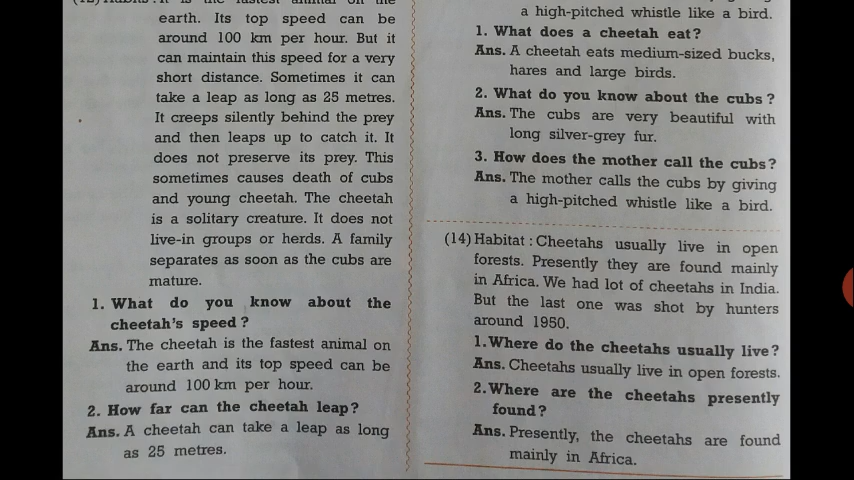 (12) Habits : It is the fastest animal on the
earth. Its top speed can be
around 100 km per hour. But it
can maintain this speed for a very
short distance. Sometimes it can
take a leap as long as 25 metres.
It creeps silently behind the prey
and then leaps up to catch it. It
does not preserve its prey. This
sometimes causes death of cubs
and young cheetah. The cheetah
is a solitary creature. It does not
live-in groups or herds. A family
separates as soon as the cubs are
mature.
1. What do you know about the
cheetah's speed ?
Ans. The cheetah is the fastest animal on
the earth and its top speed can be
around 100 km per hour.
2. How far can the cheetah leap?
Ans. A cheetah can take a leap as long
as 25 metres.
a high-pitched whistle like a bird.
1. What does a cheetah eat?
Ans. A cheetah eats medium-sized bucks,
hares and large birds.
2. What do you know about the cubs ?
Ans. The cubs are very beautiful with
long silver-grey fur.
3. How does the mother call the cubs?
Ans. The mother calls the cubs by giving
a high-pitched whistle like a bird.
(14) Habitat : Cheetahs usually live in open
forests. Presently they are found mainly
in Africa. We had lot of cheetahs in India.
But the last one was shot by hunters
around 1950.
1. Where do the cheetahs usually live?
Ans. Cheetahs usually live in open forests.
2. Where are the cheetahs presently
found?
Ans. Presently, the cheetahs are found
mainly in Africa.